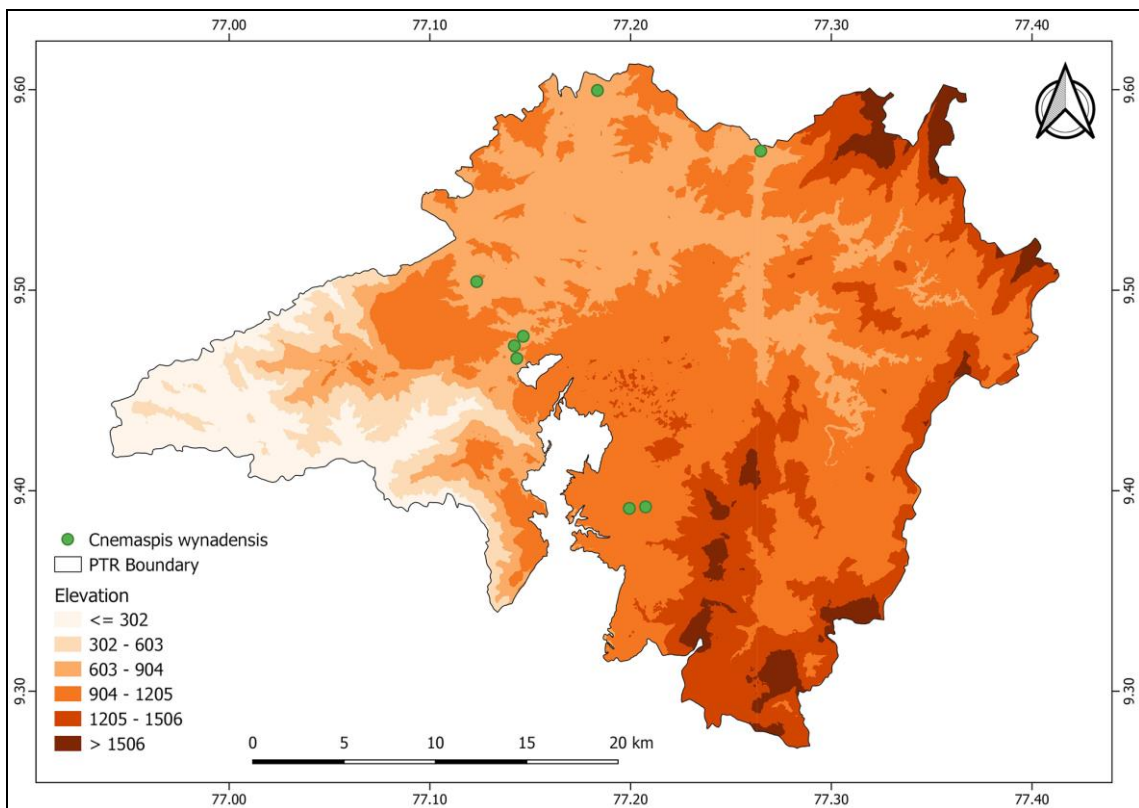 77.00 77.10 77.20 77.30 77.40
9.60 9.60
9.50 9.50
9.40 9.40
9.30 9.30
Cnemaspis wynadensis
PTR Boundary
Elevation
<= 302
302 - 603
603 - 904
904 - 1205
1205 - 1506
> 1506
0 5 10 15 20 km
77.00 77.10 77.20 77.30 77.40